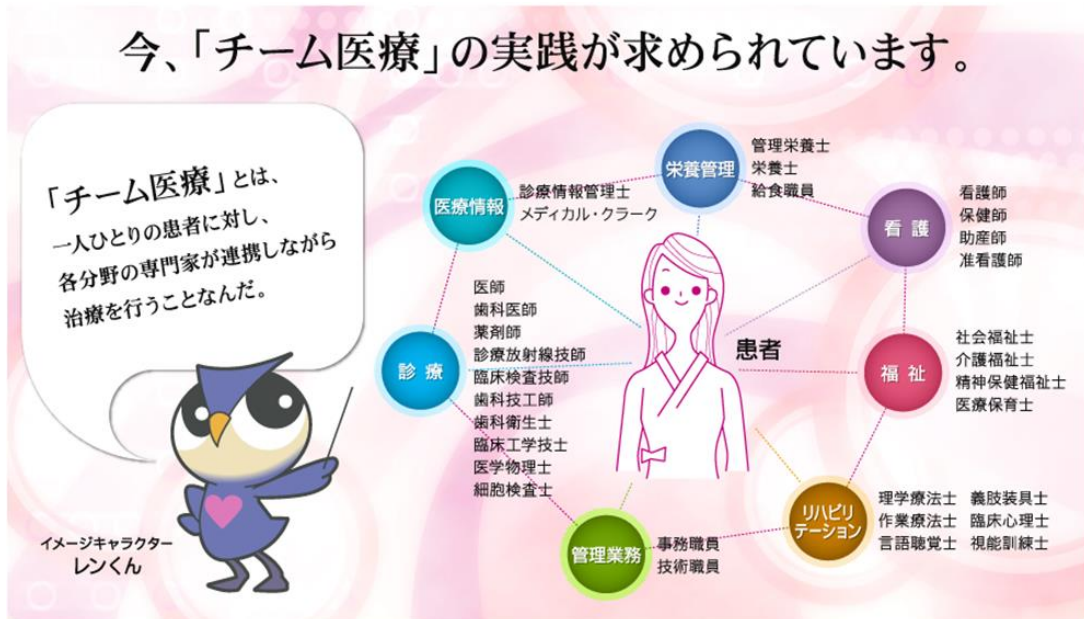 今、「チーム医療」の実践が求められています。
「チーム医療」とは、
一人ひとりの患者に対し、
各分野の専門家が連携しながら
治療を行うことなんだ。
イメージキャラクター
レンくん
医療情報
診療情報管理士
メディカル・クラーク
栄養管理
管理栄養士
栄養士
給食職員
看護
看護師
保健師
助産師
准看護師
診療
医師
歯科医師
薬剤師
診療放射線技師
臨床検査技師
歯科技工師
歯科衛生士
臨床工学技士
医学物理士
細胞検査士
患者
福祉
社会福祉士
介護福祉士
精神保健福祉士
医療保育士
リハビリ
テーション
理学療法士 義肢装具士
作業療法士 臨床心理士
言語聴覚士 視能訓練士
管理業務
事務職員
技術職員